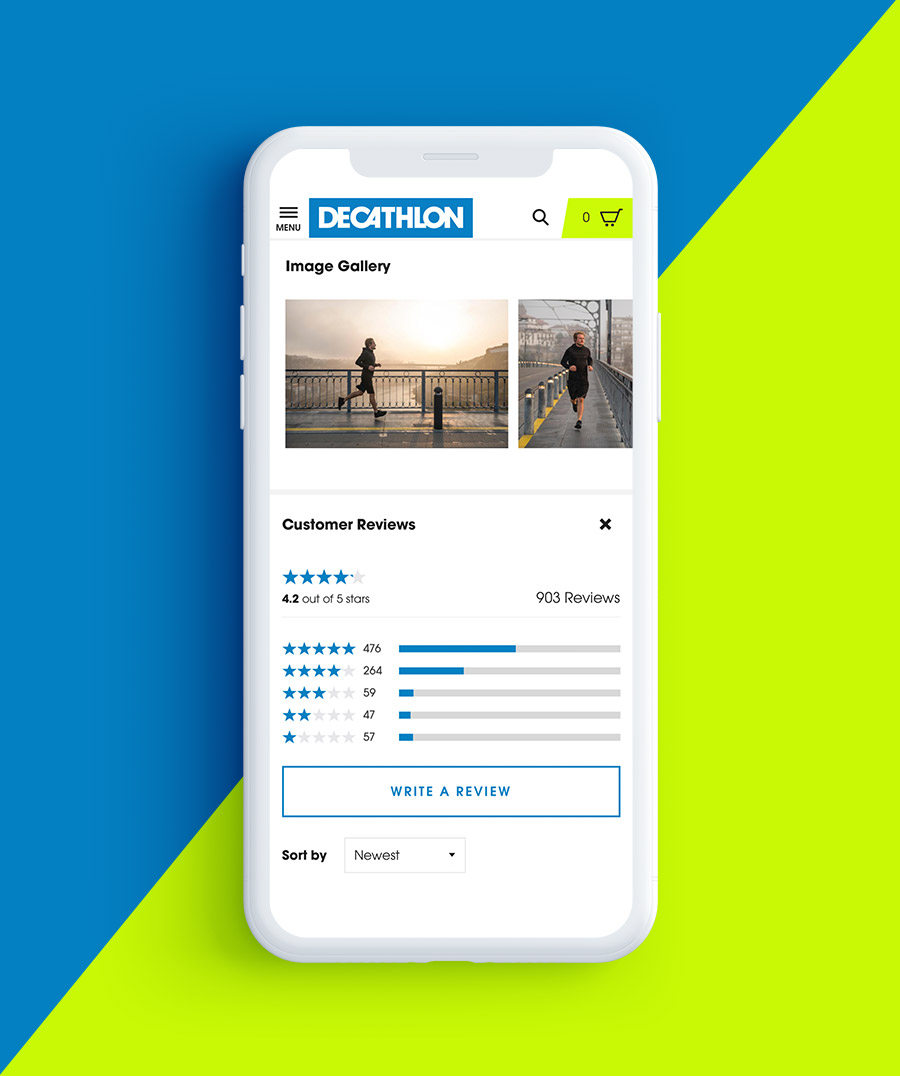 MENU
DECATHLON
0
Image Gallery
Customer Reviews
4.2 out of 5 stars
903 Reviews
476
264
59
47
57
WRITE A REVIEW
Sort by Newest